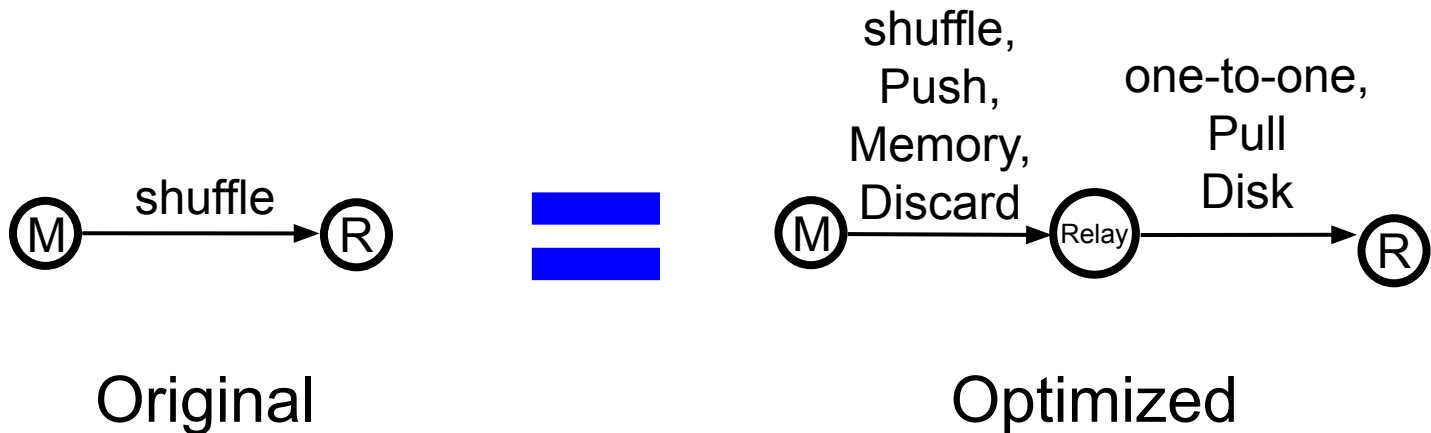 M
shuffle
R
Original
M
shuffle,
Push,
Memory,
Discard
Relay
one-to-one,
Pull
Disk
R
Optimized